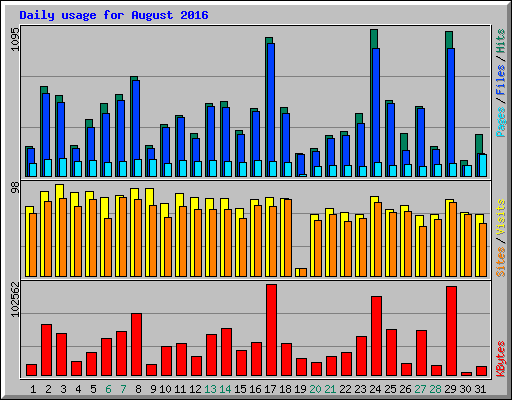 Daily usage for August 2016
1095
Pages / Files / Hits
98
Sites / Visits
102562
KBytes
1 2 3 4 5 6 7 8 9 10 11 12 13 14 15 16 17 18 19 20 21 22 23 24 25 26 27 28 29 30 31